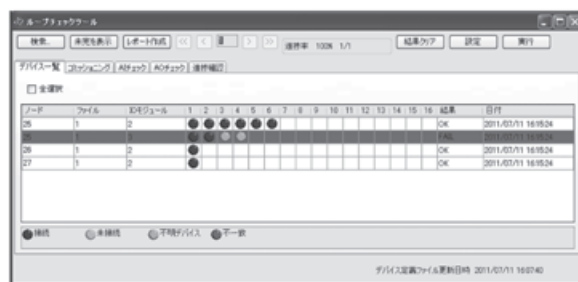 ループチェックツール
検索... 未完を表示 レポート作成 << < > >> 進捗率 100% 1/1 結果クリア 設定 実行
デバイス一覧 コミッショニング AIチェック AOチェック 進捗確認
全選択
ノード ファイル IOモジュール 1 2 3 4 5 6 7 8 9 10 11 12 13 14 15 16 結果 日付
25 1 2 OK 2011/07/11 16:15:24
1 FAIL 2011/07/11 16:15:24
26 1 2 OK 2011/07/11 16:15:24
27 1 2 OK 2011/07/11 16:15:24
接続 未接続 不明デバイス 不一致
デバイス定義ファイル更新日時 2011/07/11 16:07:40